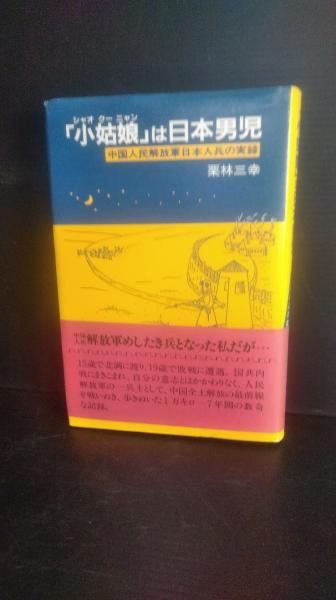 シャオ クー ニャン
「小姑娘」は日本男児
中国人民解放軍日本人兵の実録
栗林三幸
中国人民解放軍めしたき兵となった私だが…
15歳で北満に渡り、19歳で敗戦に遭遇。国共内
戦にまきこまれ、自分の意志とはかかわりなく、人民
解放軍の一兵士として、中国全土解放の最前線
を戦いぬき、歩きぬいた1万キロ―7年間の数奇
な記録。